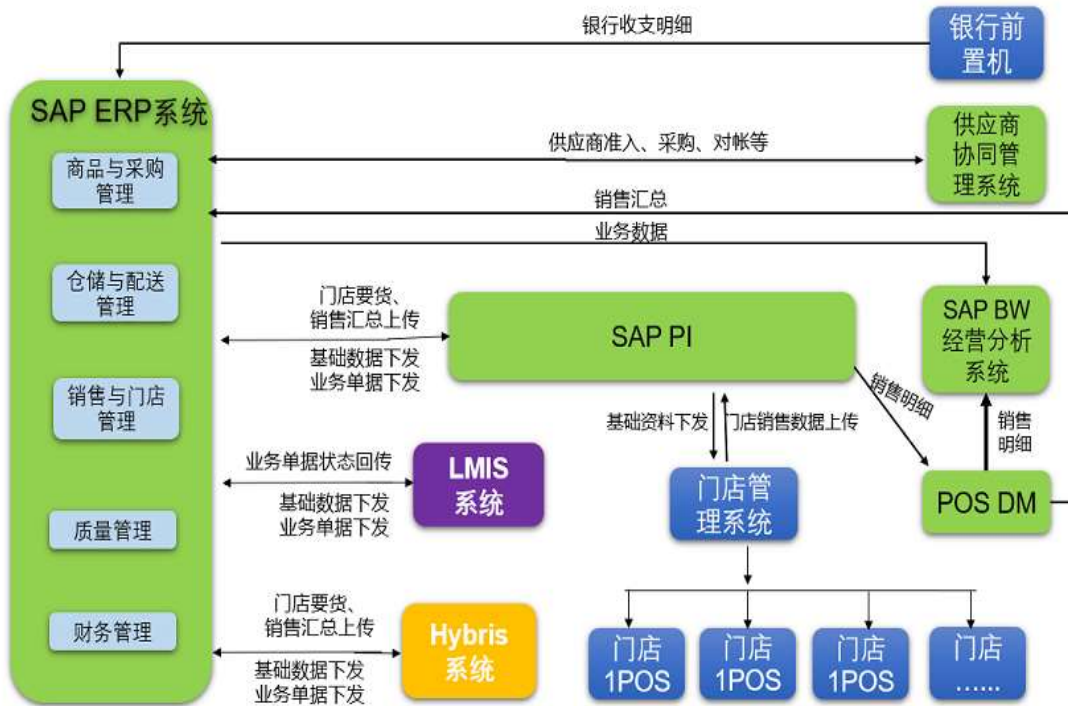 银行收支明细
银行前
置机
SAP ERP系统
供应商
协同管
理系统
供应商准入、采购、对帐等
商品与采购
管理
销售汇总
业务数据
仓储与配送
管理
门店要货、
销售汇总上传
基础数据下发
业务单据下发
SAP PI
SAP BW
经营分析
系统
销售明细
销售
明细
销售与门店
管理
基础资料下发
门店销售数据上传
业务单据状态回传
基础数据下发
业务单据下发
LMIS
系统
门店管
理系统
POS DM
质量管理
财务管理
门店要货、
销售汇总上传
基础数据下发
业务单据下发
Hybris
系统
门店
1POS
门店
1POS
门店
1POS
门店
……